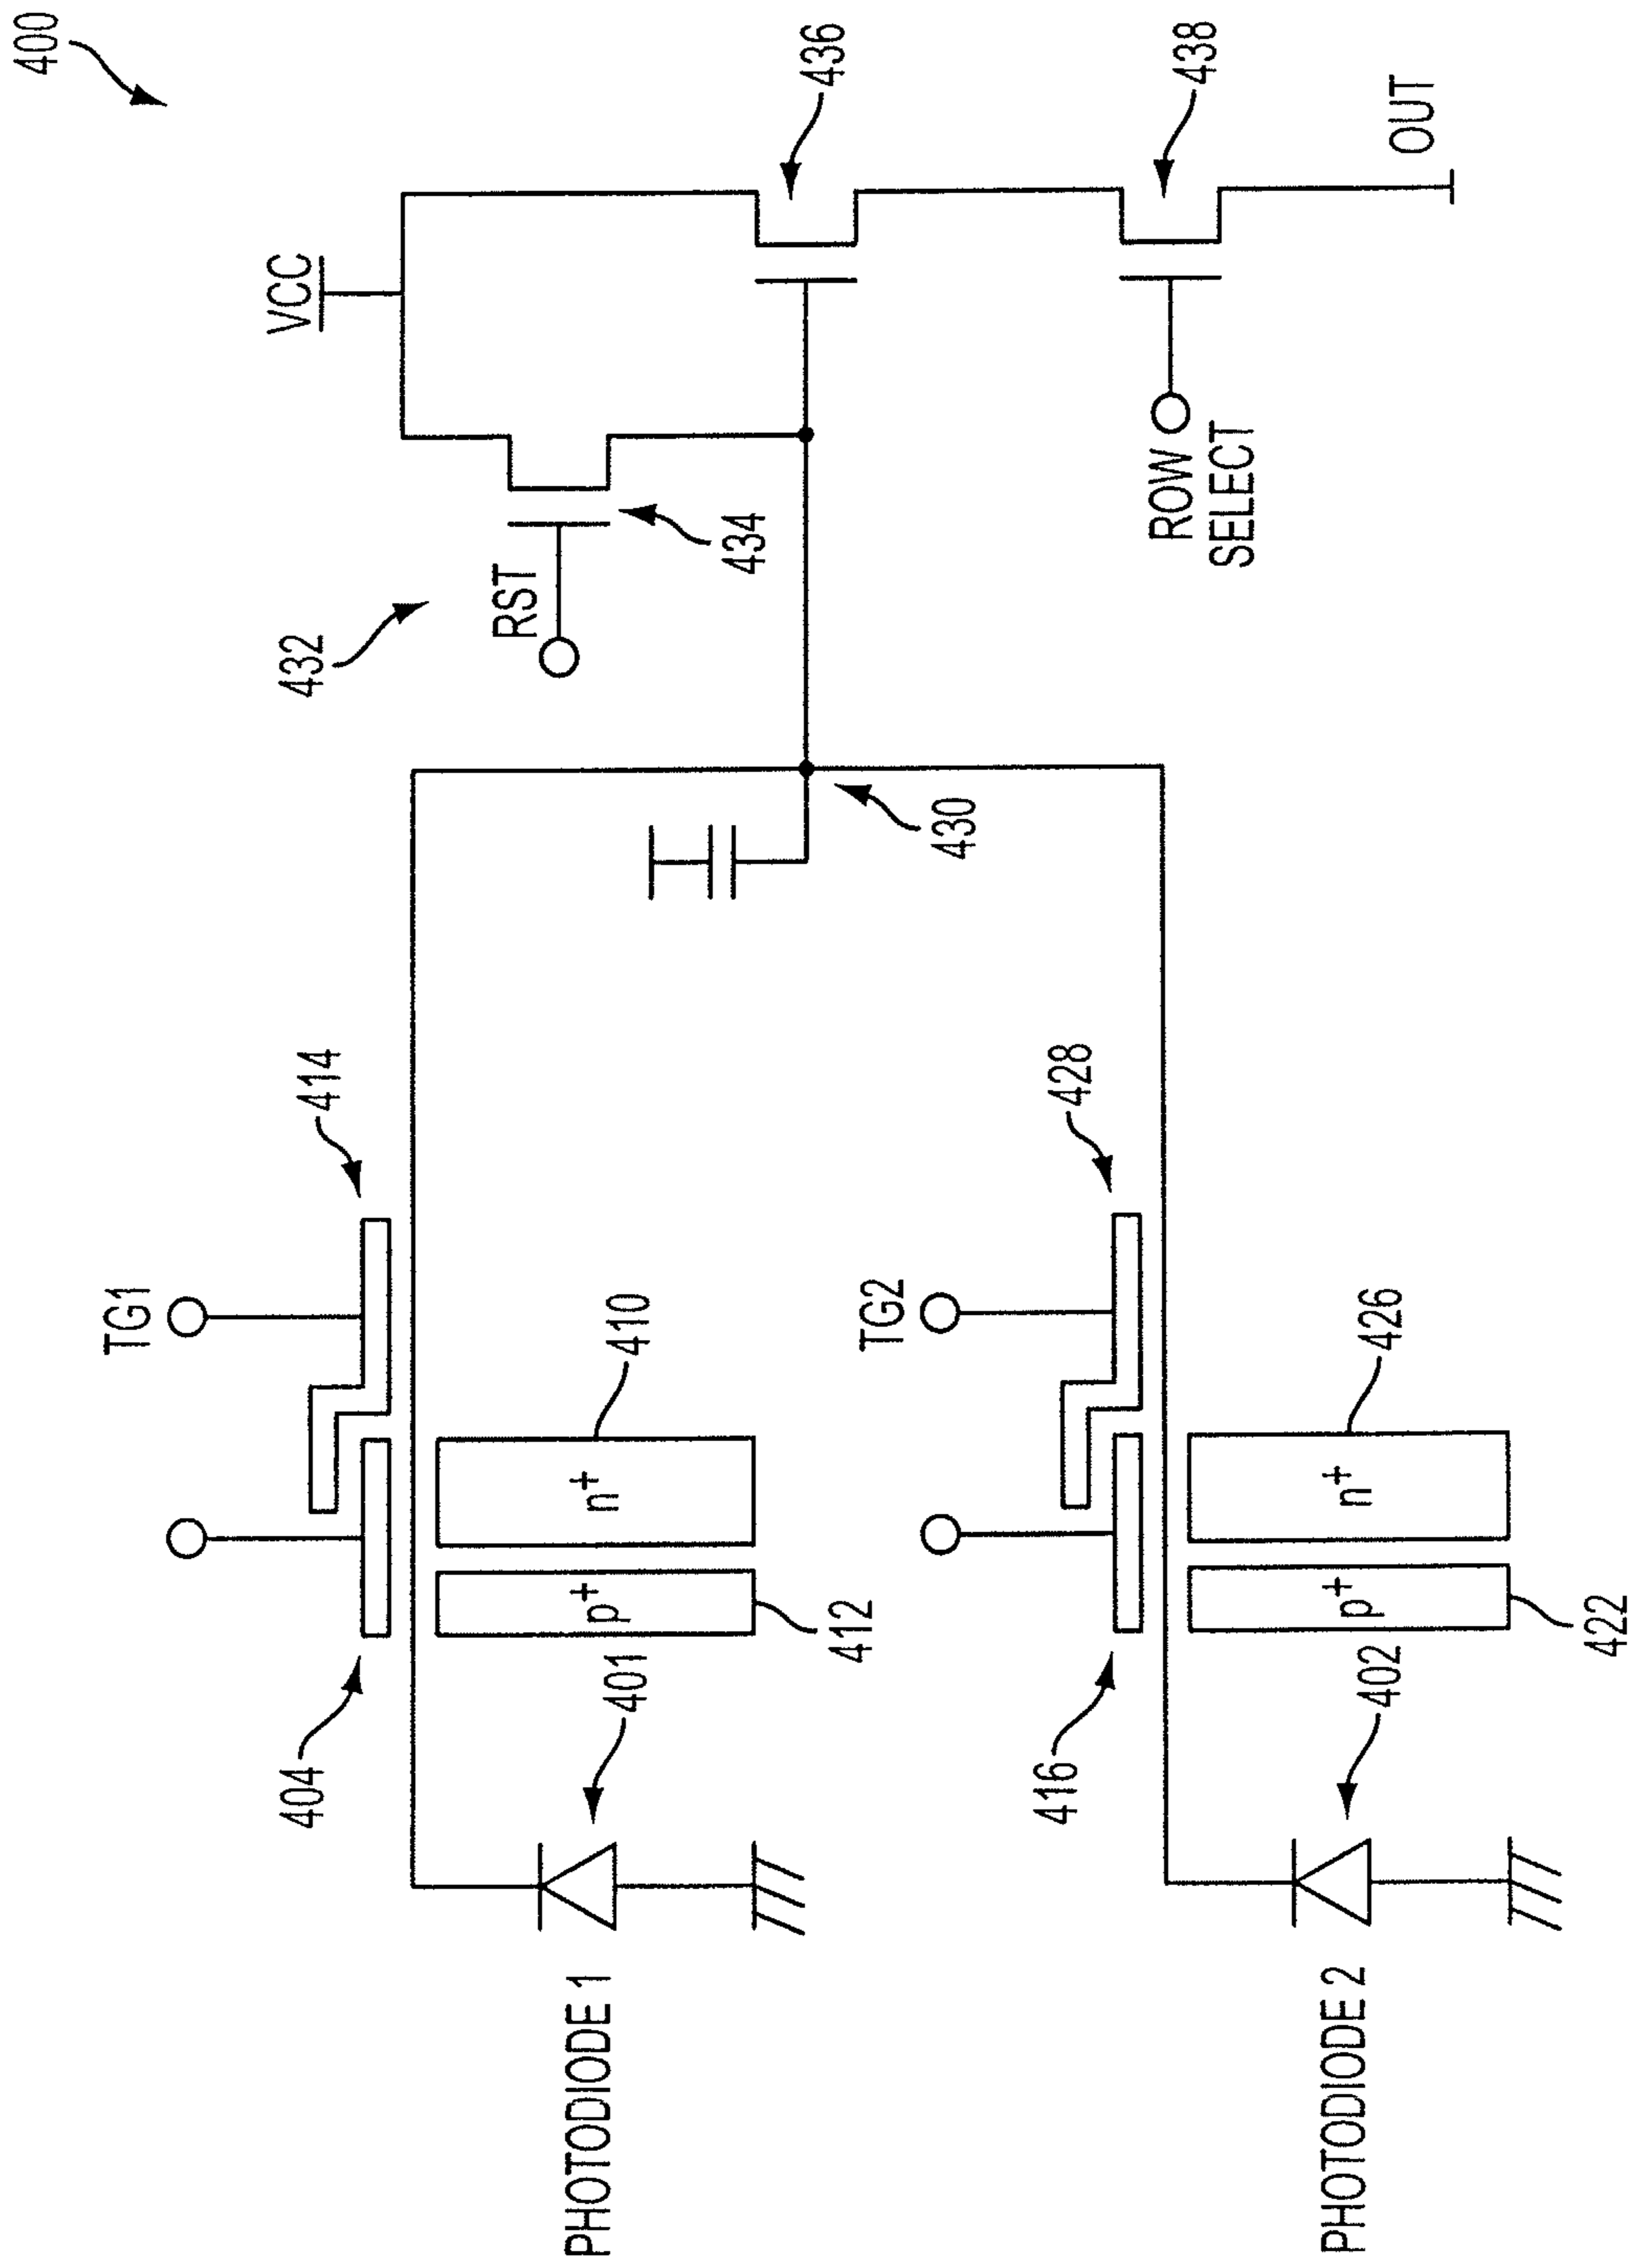 400
TG1
VCC
404
414
432
RST
PHOTODIODE 1
401
p+
n+
410
434
436
412
TG2
430
416
428
ROW
SELECT
438
PHOTODIODE 2
402
p+
n+
426
OUT
422